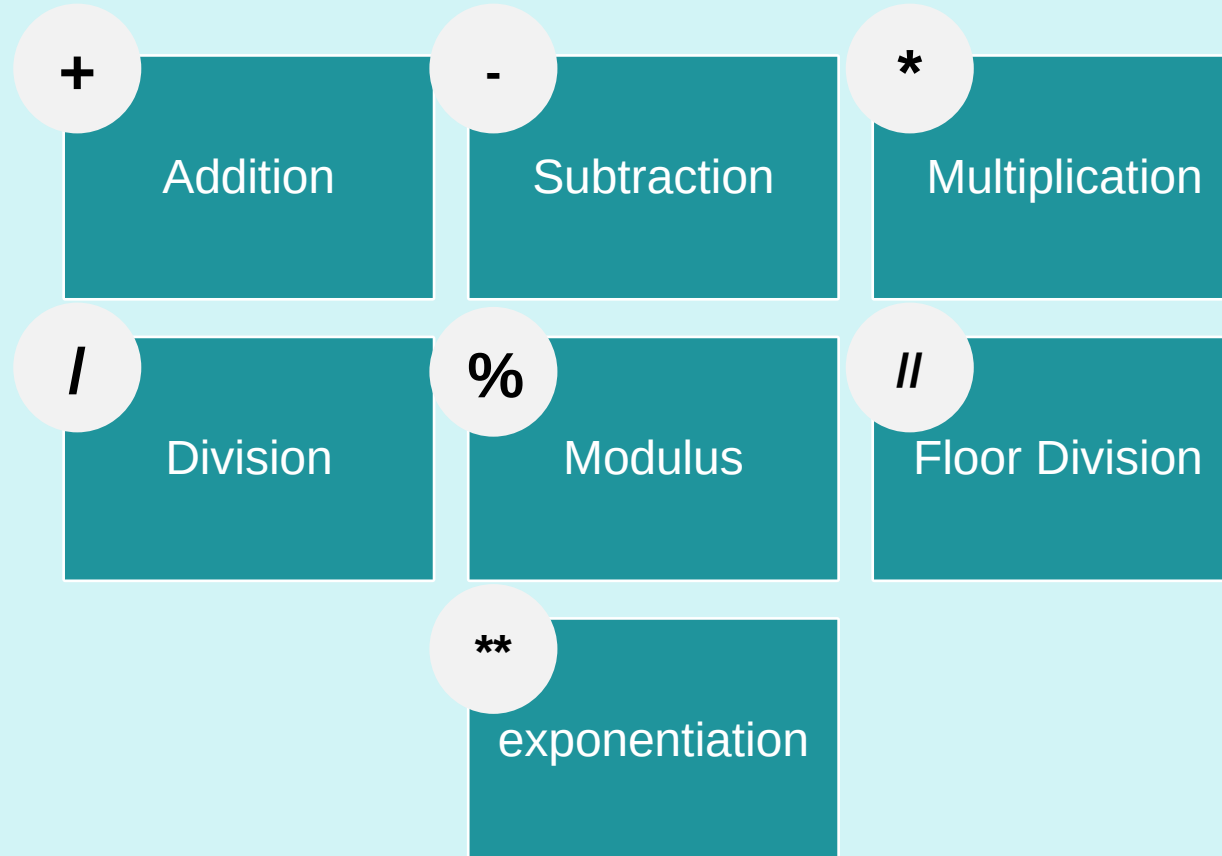 +
Addition
-
Subtraction
*
Multiplication
/
Division
%
Modulus
//
Floor Division
**
exponentiation